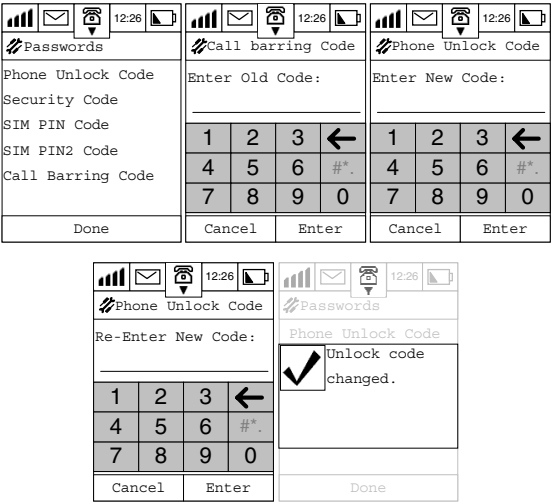 12:26
Passwords
Phone Unlock Code
Security Code
SIM PIN Code
SIM PIN2 Code
Call Barring Code
Done
12:26
Call barring Code
Enter Old Code:
1 2 3 ←
4 5 6 #*.
7 8 9 0
Cancel Enter
12:26
Phone Unlock Code
Enter New Code:
1 2 3 ←
4 5 6 #*.
7 8 9 0
Cancel Enter
12:26
Phone Unlock Code
Re-Enter New Code:
1 2 3 ←
4 5 6 #*.
7 8 9 0
Cancel Enter
12:26
Passwords
Phone Unlock Code
Unlock code
changed.
Done